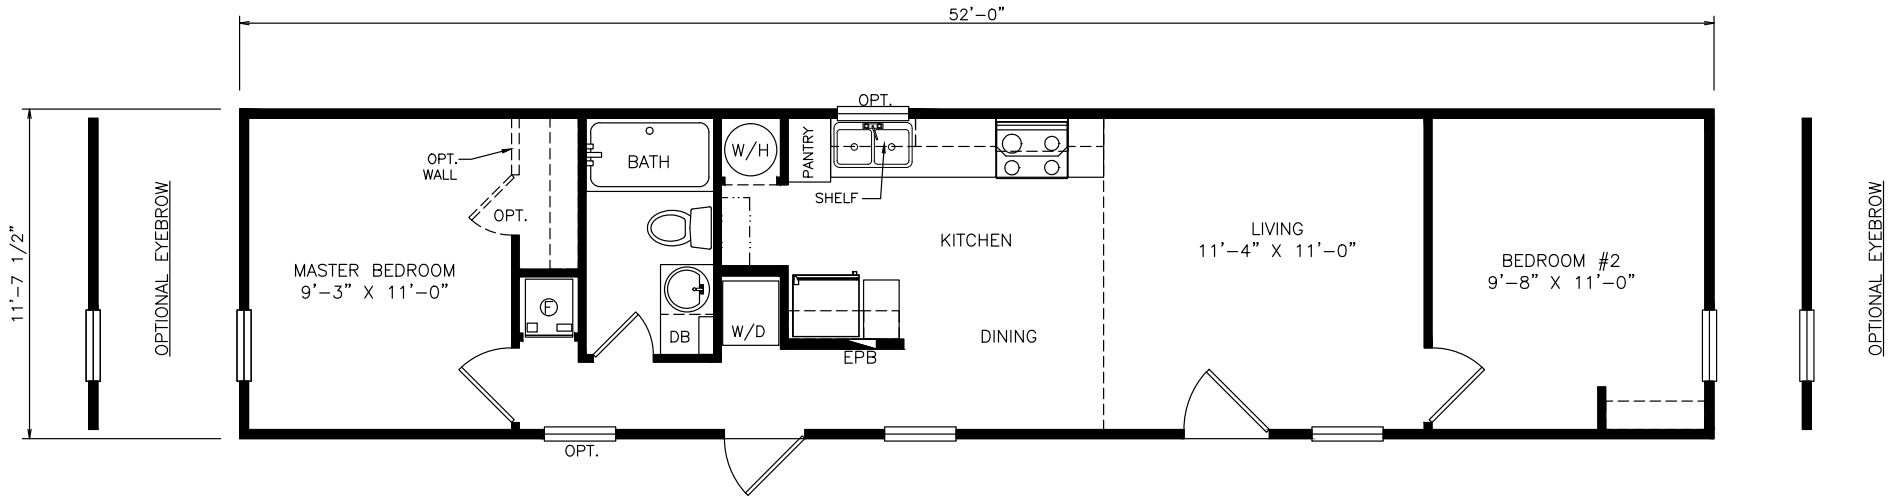 52'-0"
11'-7 1/2"
OPTIONAL EYEBROW
OPT.
WALL
OPT.
MASTER BEDROOM
9'-3" X 11'-0"
F
BATH
DB
W/H
W/D
PANTRY
OPT.
SHELF
KITCHEN
DINING
EPB
LIVING
11'-4" X 11'-0"
BEDROOM #2
9'-8" X 11'-0"
OPT.
OPTIONAL EYEBROW